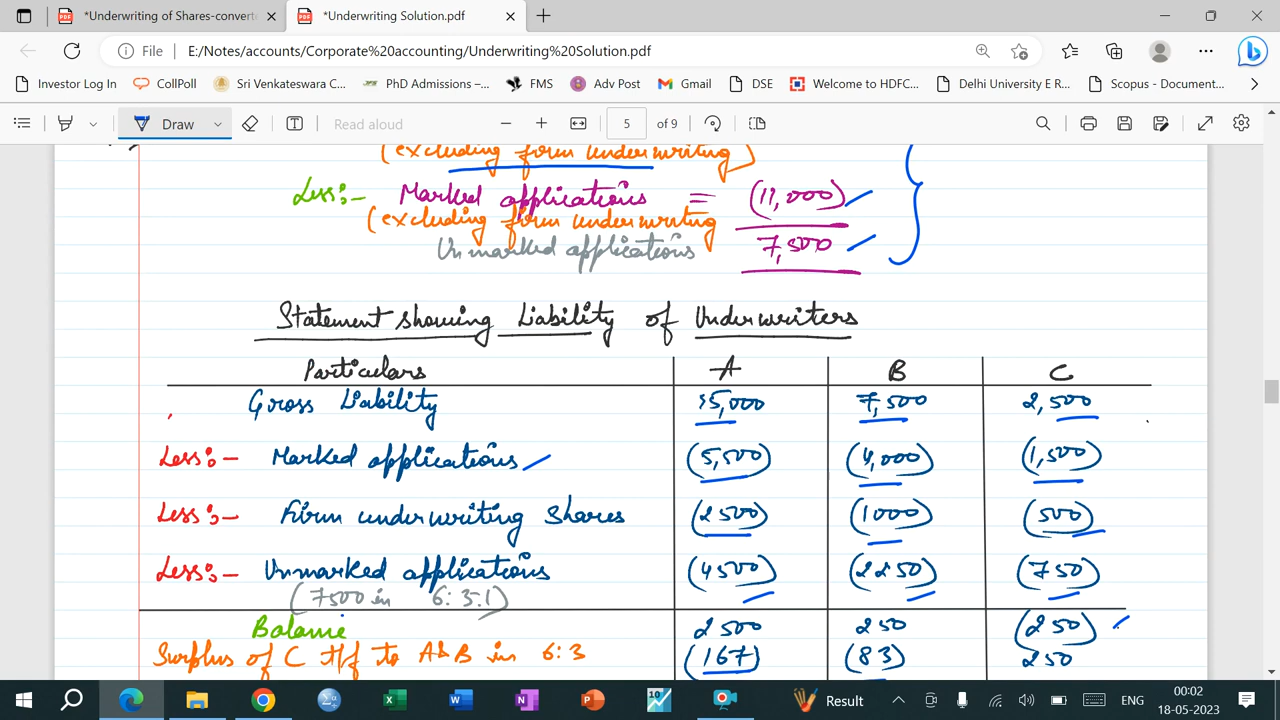 *Underwriting of Shares-converte
*Underwriting Solution.pdf
File E:/Notes/accounts/Corporate%20accounting/Underwriting%20Solution.pdf
Investor Log In CollPoll Sri Venkateswara C... PhD Admissions –... FMS Adv Post Gmail DSE Welcome to HDFC... Delhi University E R... Scopus - Document...
Draw Read aloud 5 of 9
(excluding firm underwriting)
Less:- Marked applications = (11,000)
(excluding firm underwriting
Unmarked applications 7,500
Statement showing Liability of Underwriters
Particulars A B C
Gross Liability 15,000 7,500 2,500
Less:- Marked applications (5,500) (4,000) (1,500)
Less:- Firm underwriting shares (2500) (1000) (500)
Less:- Unmarked applications (4500) (2250) (750)
(7500 in 6:3:1)
Balance 2500 250 (250)
Surplus of C t/f to A&B in 6:3 (167) (83) 250
Result ENG 00:02
18-05-2023